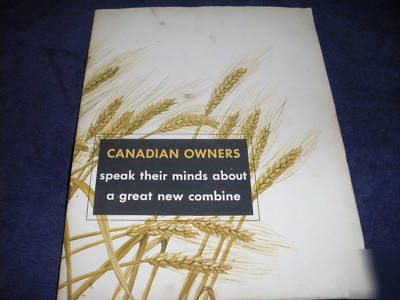 CANADIAN OWNERS
speak their minds about
a great new combine